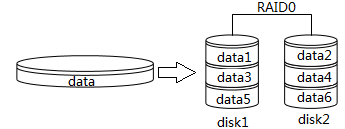 RAID0
data
data1
data3
data5
disk1
data2
data4
data6
disk2